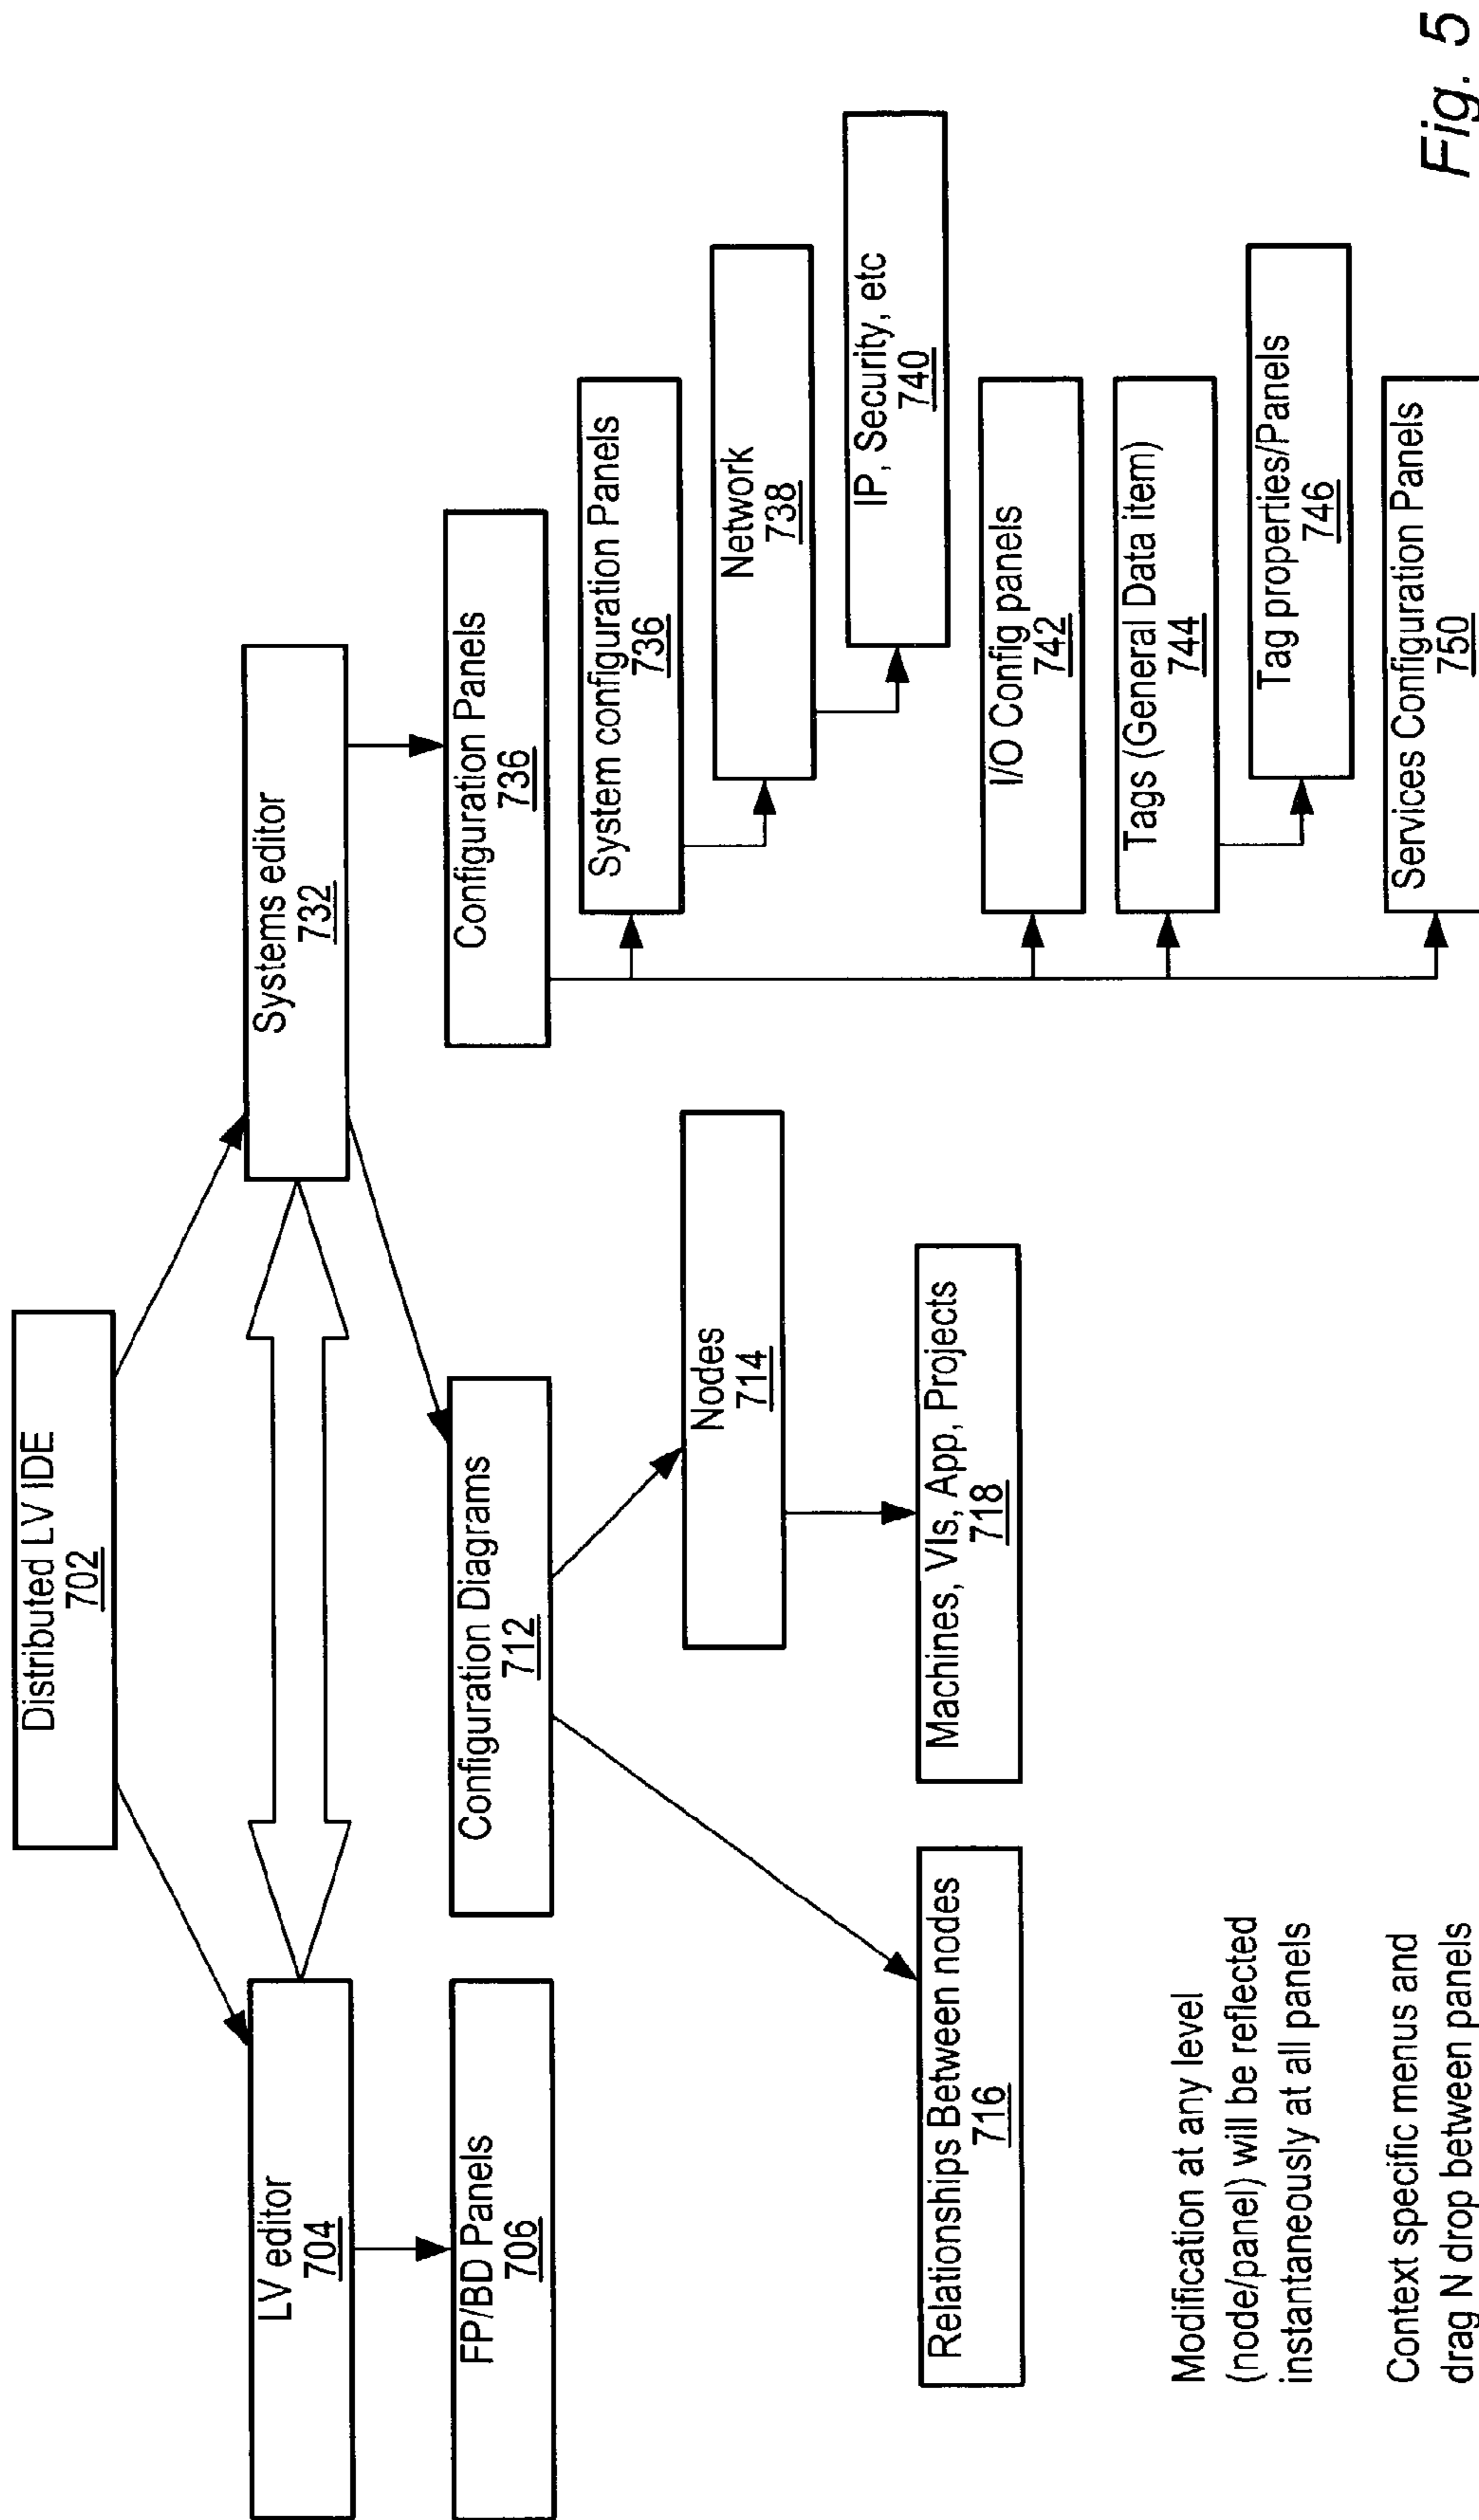 Distributed LV IDE
702
LV editor
704
Systems editor
732
FP/BD Panels
706
Configuration Diagrams
712
Configuration Panels
736
System configuration Panels
736
Nodes
714
Network
738
IP, Security, etc
740
Relationships Between nodes
716
Machines, VIs, App, Projects
718
I/O Config panels
742
Tags (General Data item)
744
Tag properties/Panels
746
Services Configuration Panels
750
Modification at any level
(node/panel) will be reflected
instantaneously at all panels
Context specific menus and
drag N drop between panels
Fig. 5